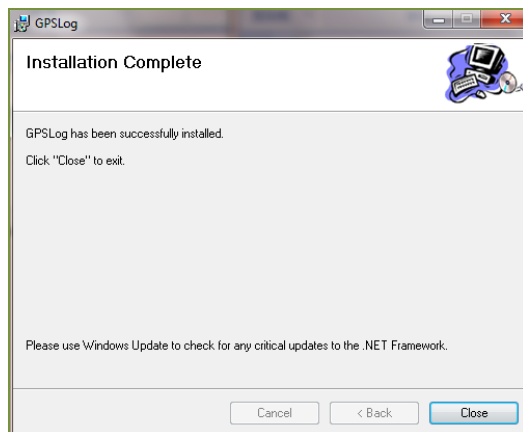 GPSLog
Installation Complete
GPSLog has been successfully installed.
Click "Close" to exit.
Please use Windows Update to check for any critical updates to the .NET Framework.
Cancel
< Back
Close